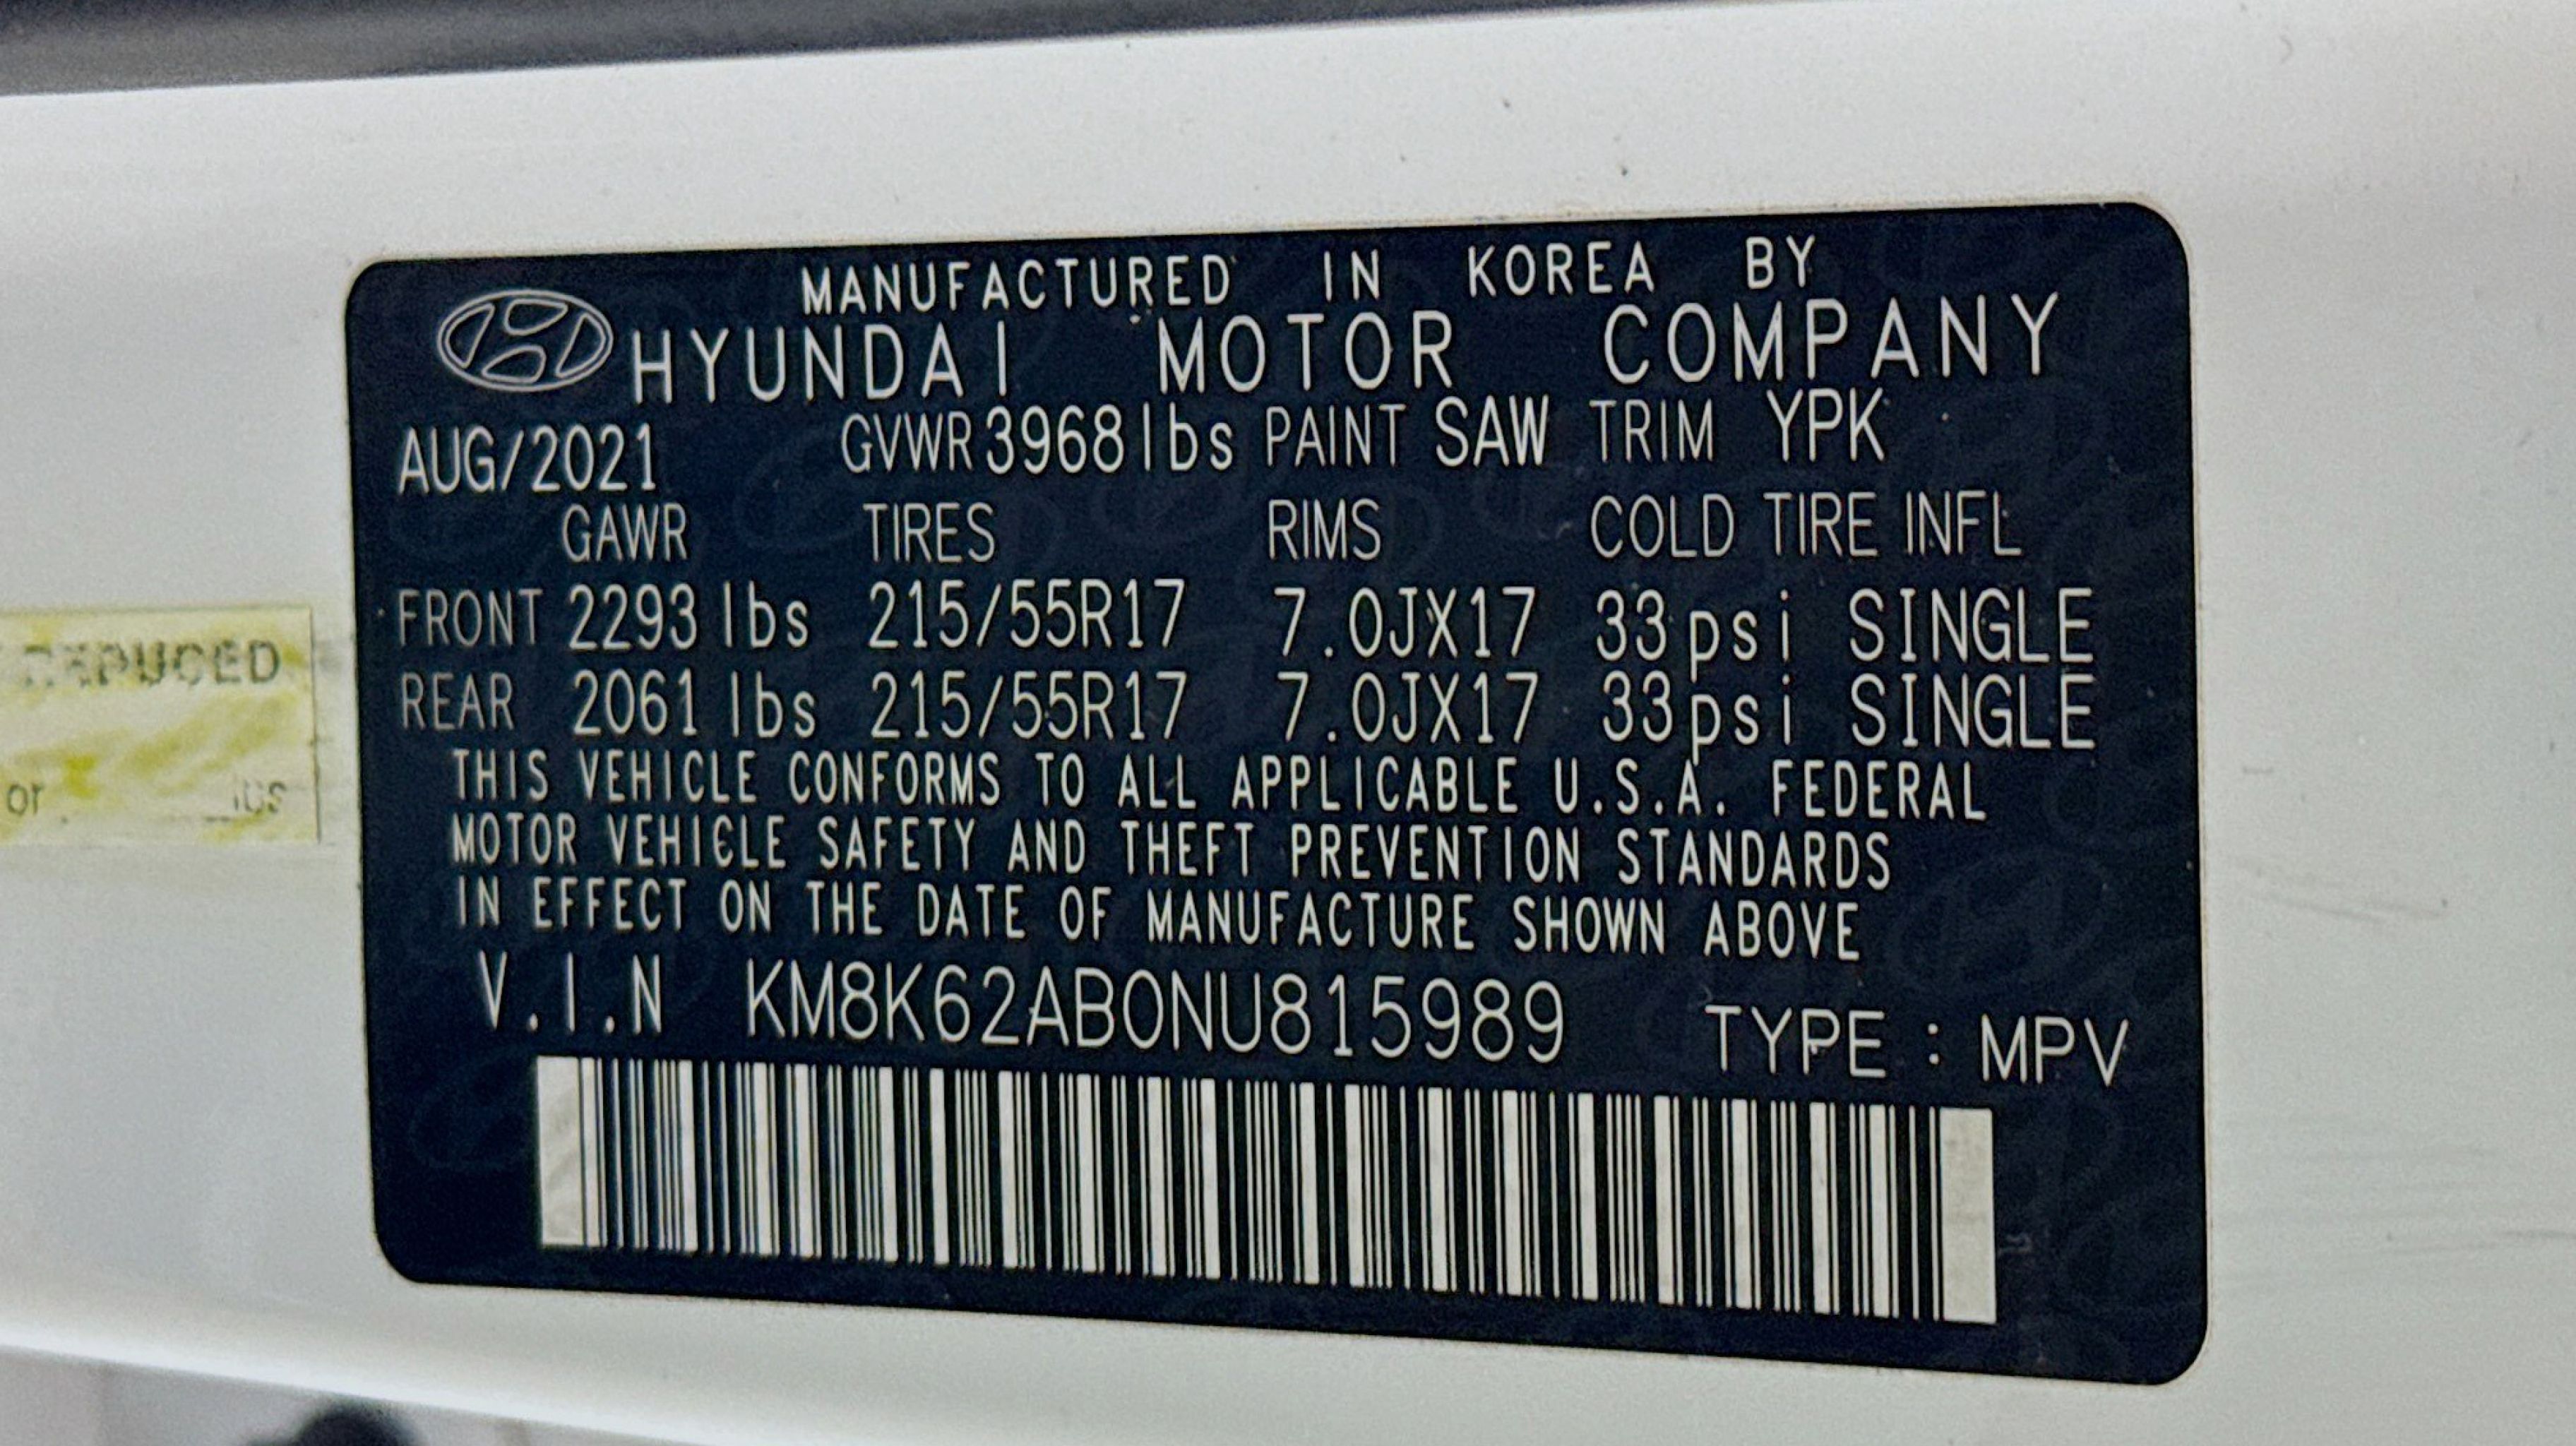 MANUFACTURED IN KOREA BY
HYUNDAI MOTOR COMPANY
AUG/2021 GVWR 3968 lbs PAINT SAW TRIM YPK
GAWR TIRES RIMS COLD TIRE INFL
FRONT 2293 lbs 215/55R17 7.0JX17 33psi SINGLE
REAR 2061 lbs 215/55R17 7.0JX17 33psi SINGLE
THIS VEHICLE CONFORMS TO ALL APPLICABLE U.S.A. FEDERAL
MOTOR VEHICLE SAFETY AND THEFT PREVENTION STANDARDS
IN EFFECT ON THE DATE OF MANUFACTURE SHOWN ABOVE
V.I.N KM8K62AB0NU815989 TYPE : MPV
REDUCED
or lbs